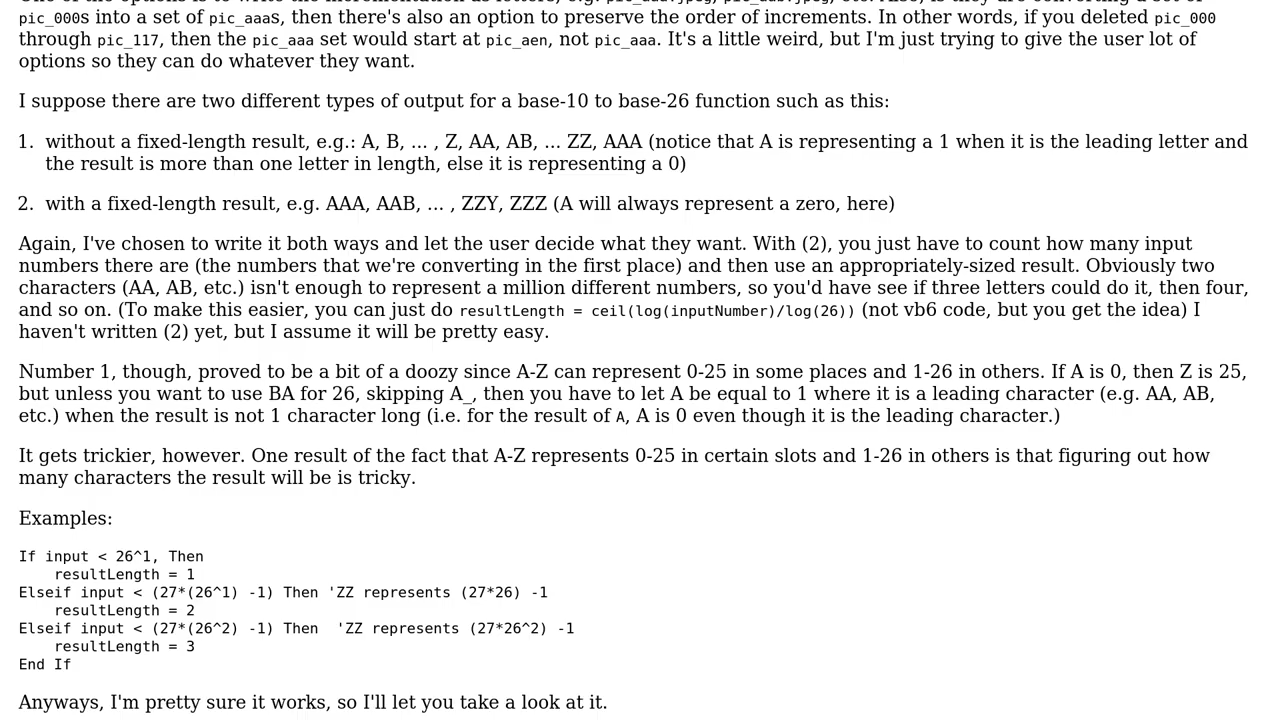 pic_000s into a set of pic_aaas, then there's also an option to preserve the order of increments. In other words, if you deleted pic_000
through pic_117, then the pic_aaa set would start at pic_aen, not pic_aaa. It's a little weird, but I'm just trying to give the user lot of
options so they can do whatever they want.
I suppose there are two different types of output for a base-10 to base-26 function such as this:
1. without a fixed-length result, e.g.: A, B, ... , Z, AA, AB, ... ZZ, AAA (notice that A is representing a 1 when it is the leading letter and
the result is more than one letter in length, else it is representing a 0)
2. with a fixed-length result, e.g. AAA, AAB, ... , ZZY, ZZZ (A will always represent a zero, here)
Again, I've chosen to write it both ways and let the user decide what they want. With (2), you just have to count how many input
numbers there are (the numbers that we're converting in the first place) and then use an appropriately-sized result. Obviously two
characters (AA, AB, etc.) isn't enough to represent a million different numbers, so you'd have see if three letters could do it, then four,
and so on. (To make this easier, you can just do resultLength = ceil(log(inputNumber)/log(26)) (not vb6 code, but you get the idea) I
haven't written (2) yet, but I assume it will be pretty easy.
Number 1, though, proved to be a bit of a doozy since A-Z can represent 0-25 in some places and 1-26 in others. If A is 0, then Z is 25,
but unless you want to use BA for 26, skipping A_, then you have to let A be equal to 1 where it is a leading character (e.g. AA, AB,
etc.) when the result is not 1 character long (i.e. for the result of A, A is 0 even though it is the leading character.)
It gets trickier, however. One result of the fact that A-Z represents 0-25 in certain slots and 1-26 in others is that figuring out how
many characters the result will be is tricky.
Examples:
If input < 26^1, Then
    resultLength = 1
Elseif input < (27*(26^1) -1) Then 'ZZ represents (27*26) -1
    resultLength = 2
Elseif input < (27*(26^2) -1) Then  'ZZ represents (27*26^2) -1
    resultLength = 3
End If
Anyways, I'm pretty sure it works, so I'll let you take a look at it.